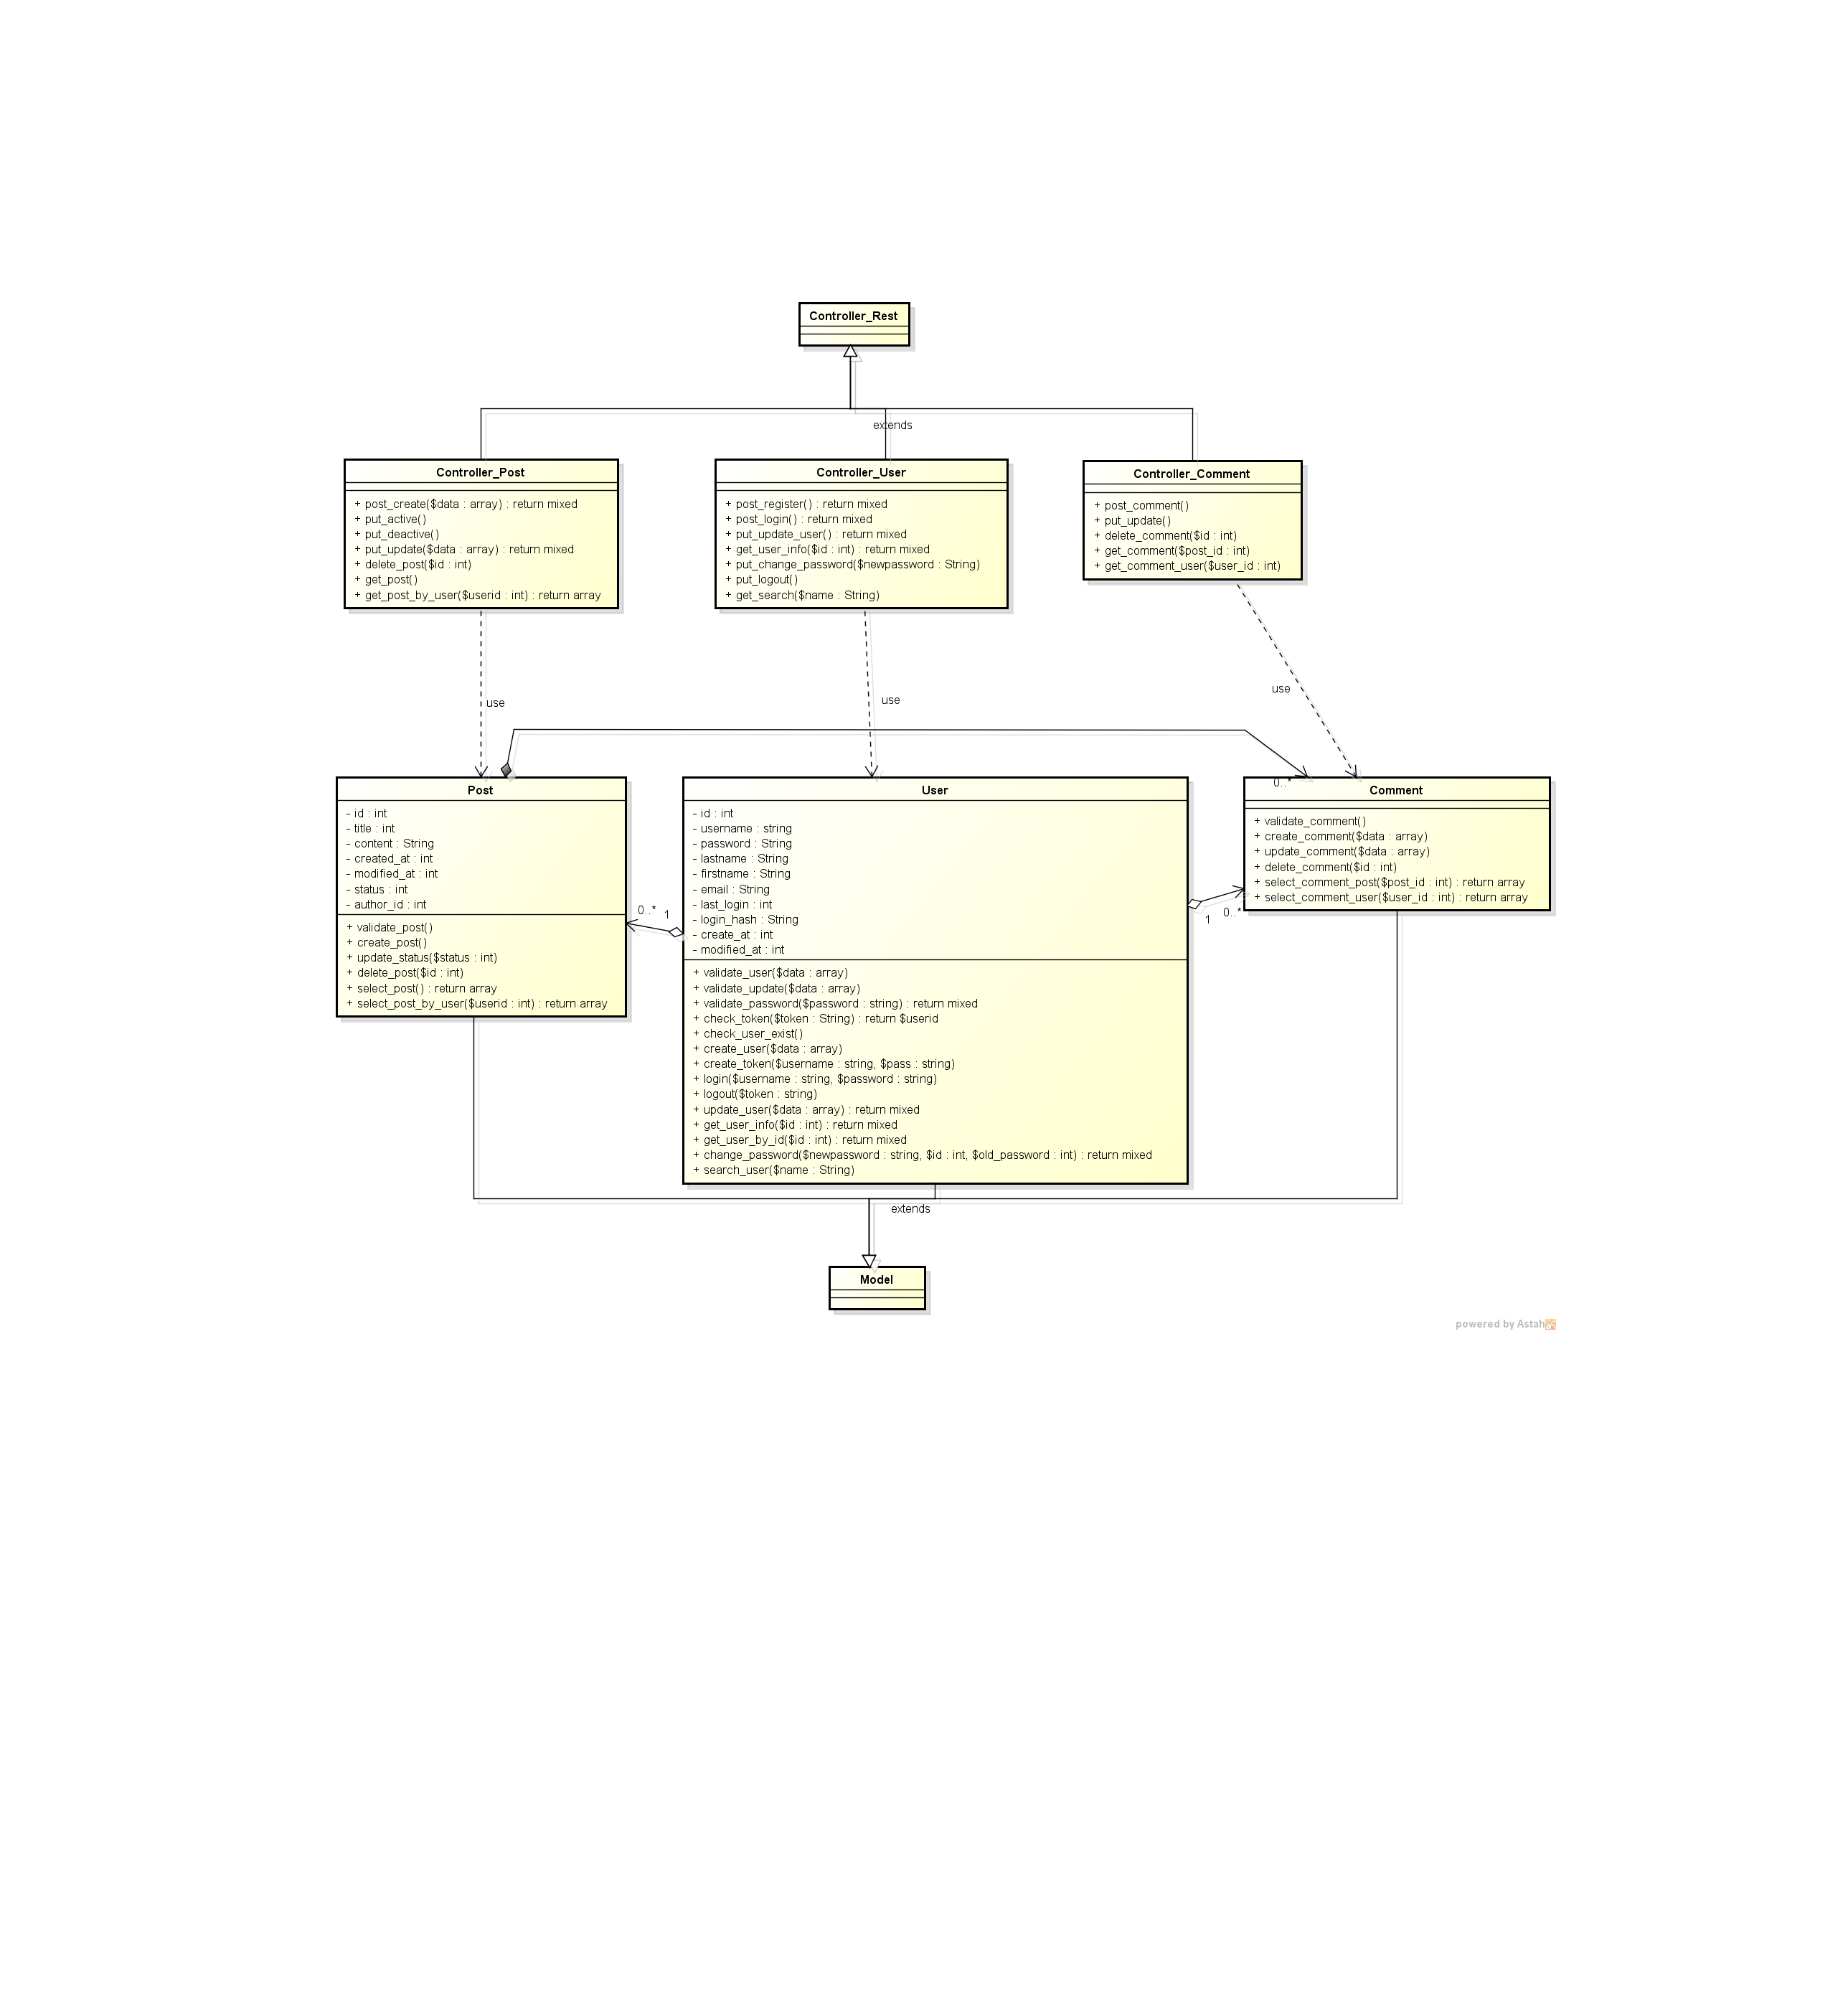 Controller_Rest
extends
Controller_Post
+ post_create($data : array) : return mixed
+ put_active()
+ put_deactive()
+ put_update($data : array) : return mixed
+ delete_post($id : int)
+ get_post()
+ get_post_by_user($userid : int) : return array
Controller_User
+ post_register() : return mixed
+ post_login() : return mixed
+ put_update_user() : return mixed
+ get_user_info($id : int) : return mixed
+ put_change_password($newpassword : String)
+ put_logout()
+ get_search($name : String)
Controller_Comment
+ post_comment()
+ put_update()
+ delete_comment($id : int)
+ get_comment($post_id : int)
+ get_comment_user($user_id : int)
use
use
use
0..*
Post
- id : int
- title : int
- content : String
- created_at : int
- modified_at : int
- status : int
- author_id : int
+ validate_post()
+ create_post()
+ update_status($status : int)
+ delete_post($id : int)
+ select_post() : return array
+ select_post_by_user($userid : int) : return array
0..*
1
User
- id : int
- username : string
- password : String
- lastname : String
- firstname : String
- email : String
- last_login : int
- login_hash : String
- create_at : int
- modified_at : int
+ validate_user($data : array)
+ validate_update($data : array)
+ validate_password($password : string) : return mixed
+ check_token($token : String) : return $userid
+ check_user_exist()
+ create_user($data : array)
+ create_token($username : string, $pass : string)
+ login($username : string, $password : string)
+ logout($token : string)
+ update_user($data : array) : return mixed
+ get_user_info($id : int) : return mixed
+ get_user_by_id($id : int) : return mixed
+ change_password($newpassword : string, $id : int, $old_password : int) : return mixed
+ search_user($name : String)
1
0..*
Comment
+ validate_comment()
+ create_comment($data : array)
+ update_comment($data : array)
+ delete_comment($id : int)
+ select_comment_post($post_id : int) : return array
+ select_comment_user($user_id : int) : return array
extends
Model
powered by Astah